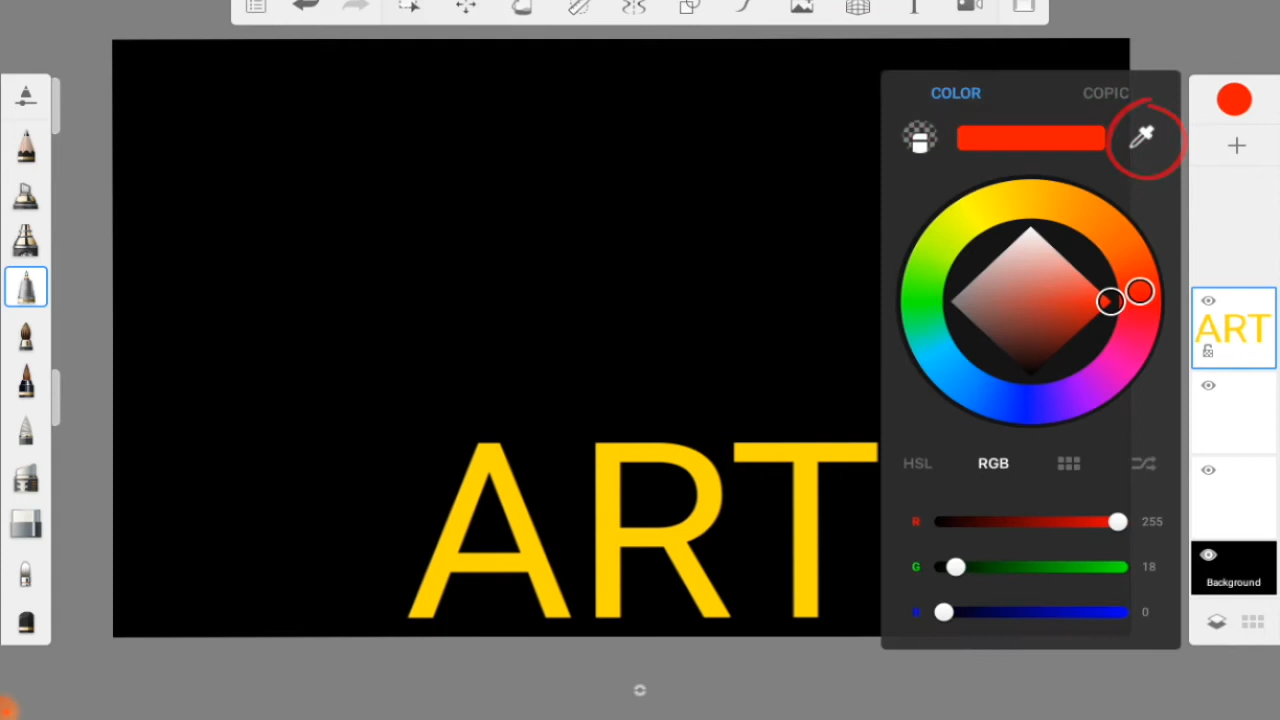 COLOR COPIC
ART
HSL RGB
R 255
G 18
B 0
ART
Background